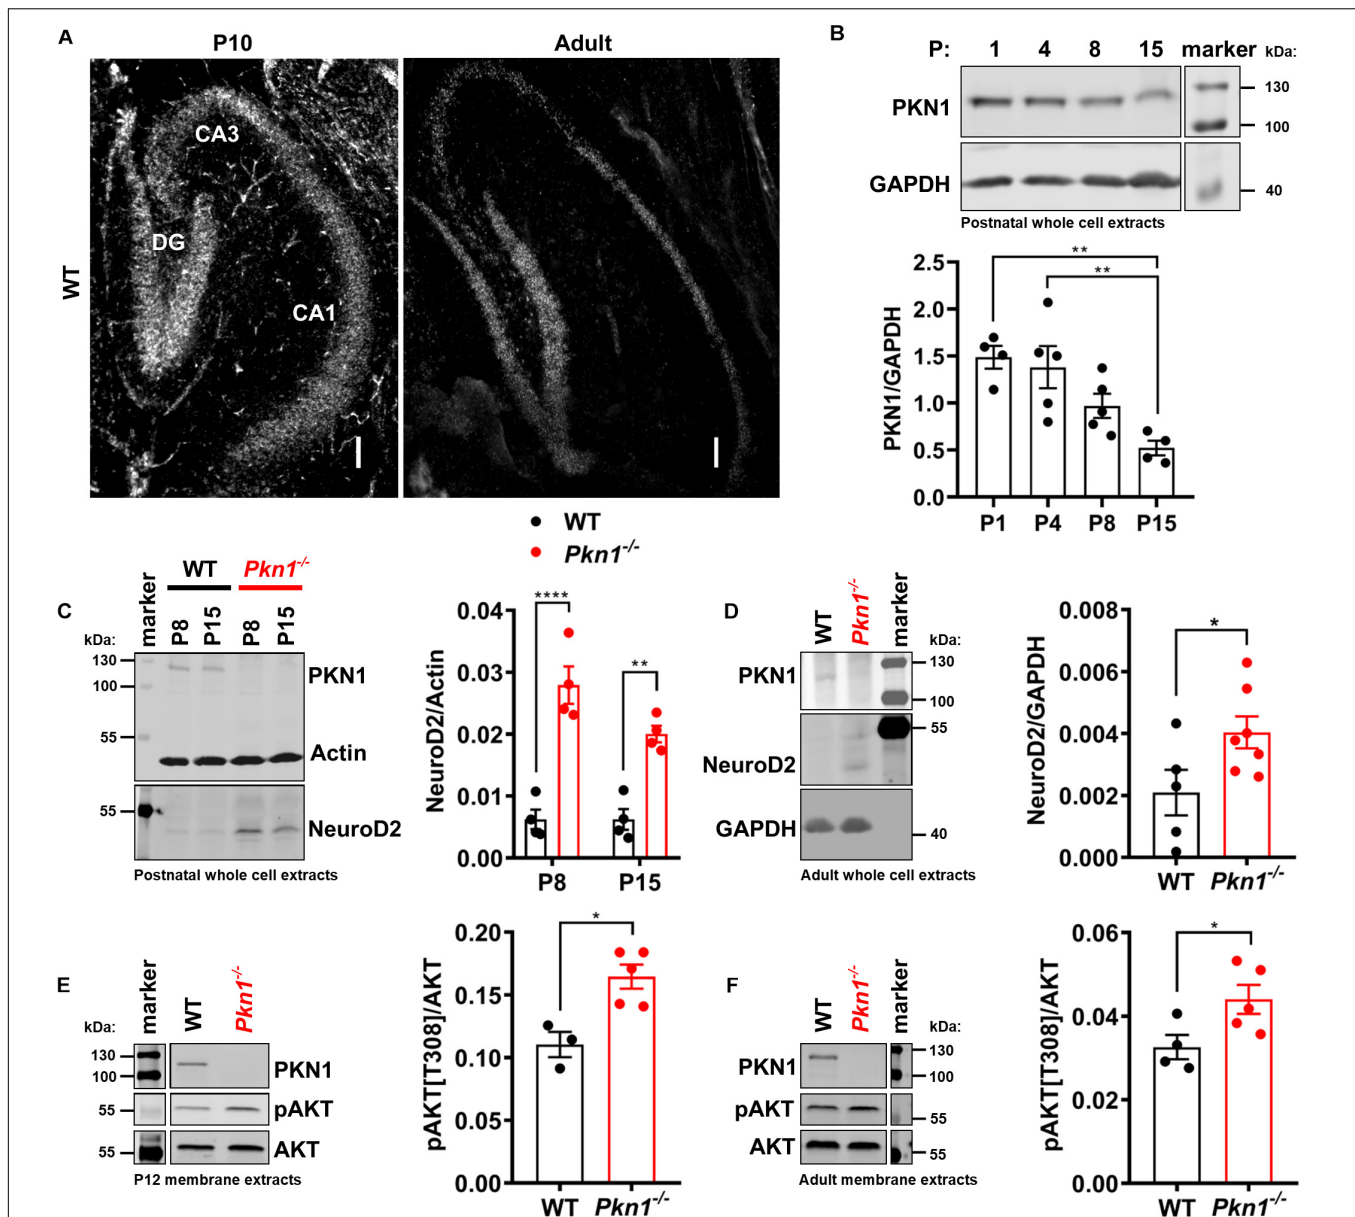 A
P10
Adult
WT
CA3
DG
CA1
B
P: 1 4 8 15 marker kDa:
PKN1
130
100
GAPDH
40
Postnatal whole cell extracts
PKN1/GAPDH
2.5
2.0
1.5
1.0
0.5
0.0
**
**
P1 P4 P8 P15
WT
Pkn1-/-
C
WT Pkn1-/-
marker P8 P15 P8 P15
kDa:
130
100
55
55
PKN1
Actin
NeuroD2
Postnatal whole cell extracts
NeuroD2/Actin
0.04
0.03
0.02
0.01
0.00
****
**
P8 P15
D
WT Pkn1-/- marker
kDa:
PKN1
130
100
55
NeuroD2
GAPDH
40
Adult whole cell extracts
NeuroD2/GAPDH
0.008
0.006
0.004
0.002
0.000
*
WT Pkn1-/-
E
marker WT Pkn1-/-
kDa:
130
100
PKN1
55
pAKT
55
AKT
P12 membrane extracts
pAKT[T308]/AKT
0.20
0.15
0.10
0.05
0.00
*
WT Pkn1-/-
F
WT Pkn1-/- marker
kDa:
PKN1
130
100
pAKT
55
AKT
55
Adult membrane extracts
pAKT[T308]/AKT
0.06
0.04
0.02
0.00
*
WT Pkn1-/-